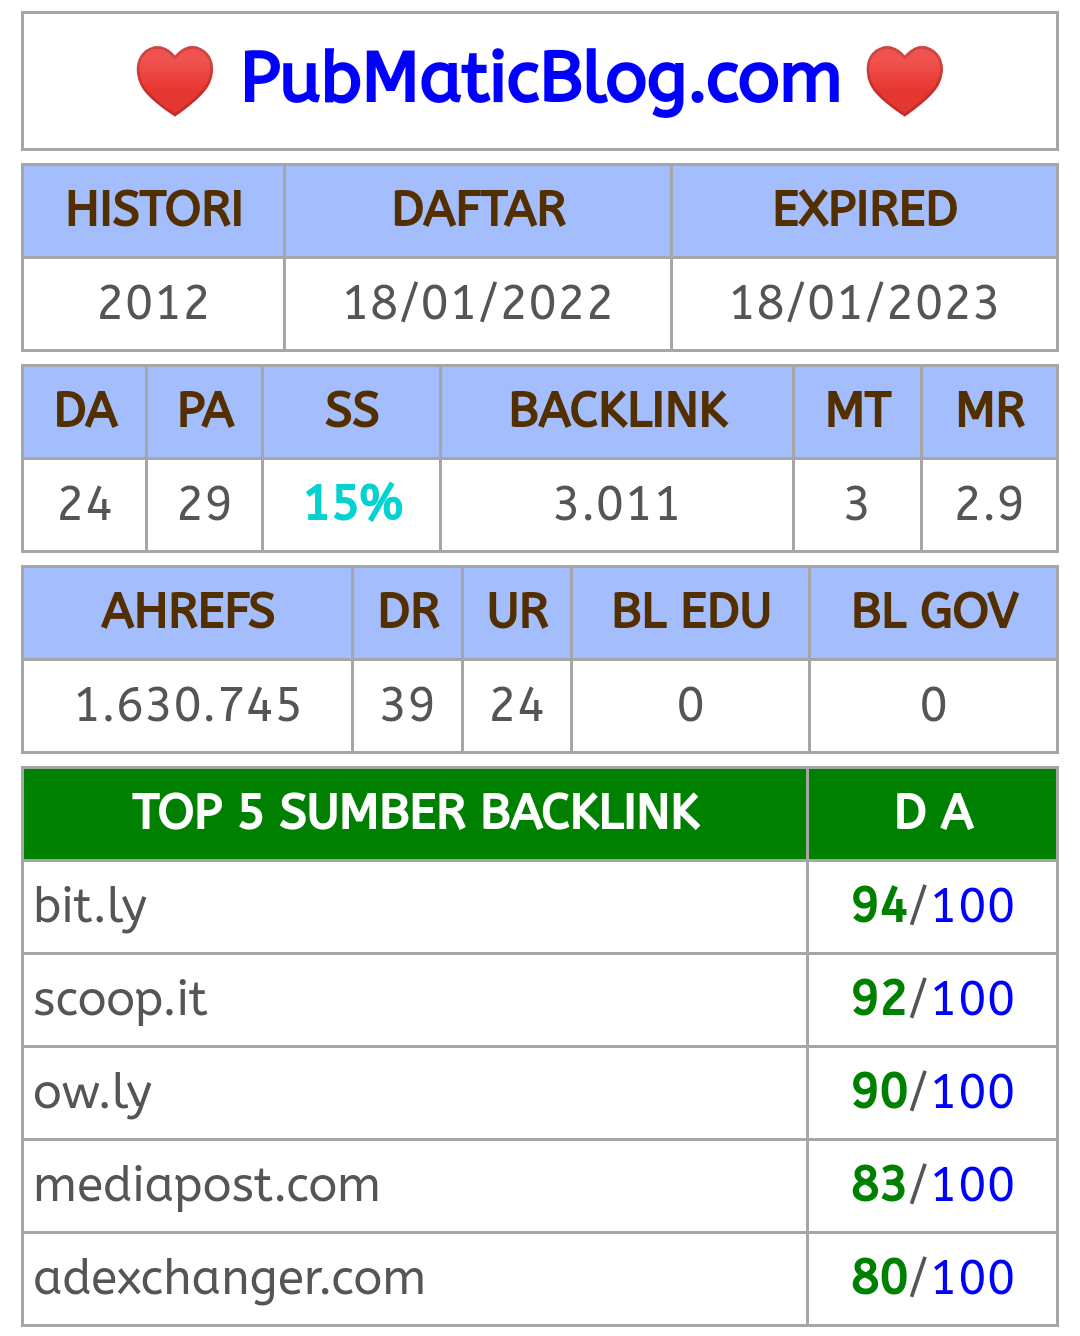 PubMaticBlog.com
HISTORI DAFTAR EXPIRED
2012 18/01/2022 18/01/2023
DA PA SS BACKLINK MT MR
24 29 15% 3.011 3 2.9
AHREFS DR UR BL EDU BL GOV
1.630.745 39 24 0 0
TOP 5 SUMBER BACKLINK D A
bit.ly 94/100
scoop.it 92/100
ow.ly 90/100
mediapost.com 83/100
adexchanger.com 80/100